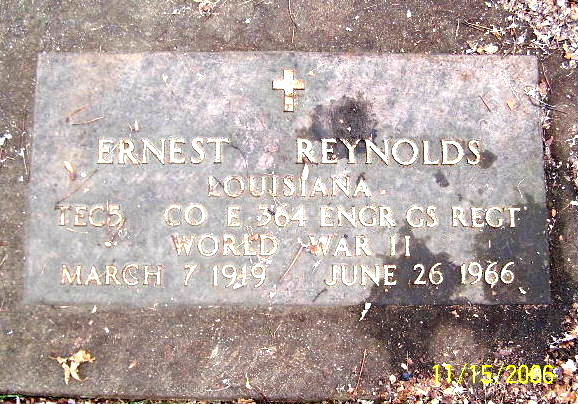 ERNEST REYNOLDS
LOUISIANA
TEC5 CO E 364 ENGR GS REGT
WORLD WAR II
MARCH 7 1919 JUNE 26 1966
11/15/2006